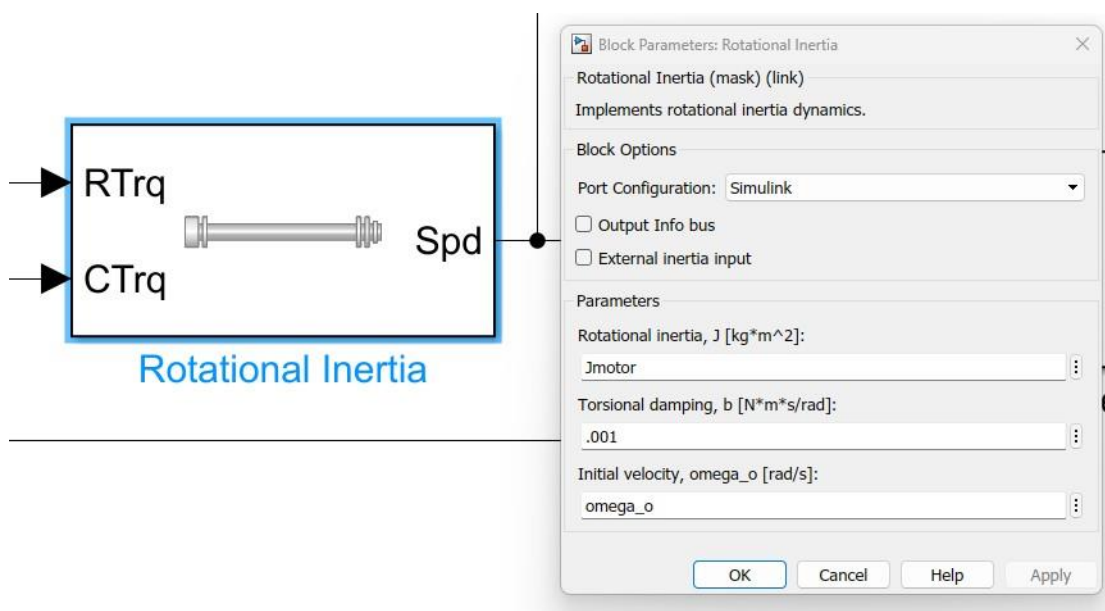 RTrq
CTrq
Spd
Rotational Inertia
Block Parameters: Rotational Inertia
Rotational Inertia (mask) (link)
Implements rotational inertia dynamics.
Block Options
Port Configuration: Simulink
Output Info bus
External inertia input
Parameters
Rotational inertia, J [kg*m^2]:
Jmotor
Torsional damping, b [N*m*s/rad]:
.001
Initial velocity, omega_o [rad/s]:
omega_o
OK Cancel Help Apply